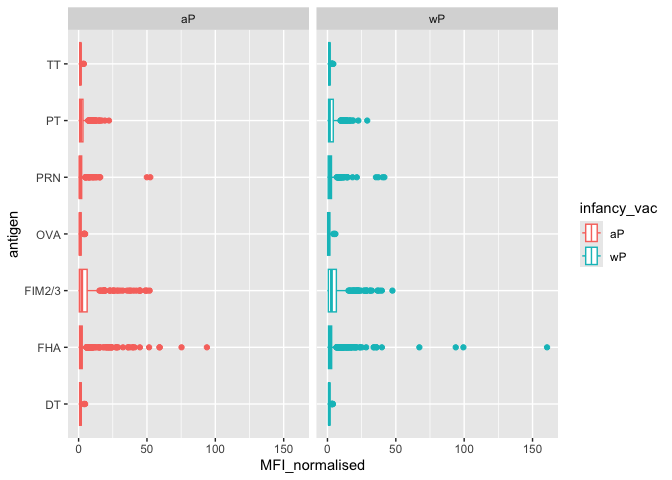 aP
wP
TT
PT
PRN
OVA
FIM2/3
FHA
DT
antigen
0
50
100
150
0
50
100
150
MFI_normalised
infancy_vac
aP
wP